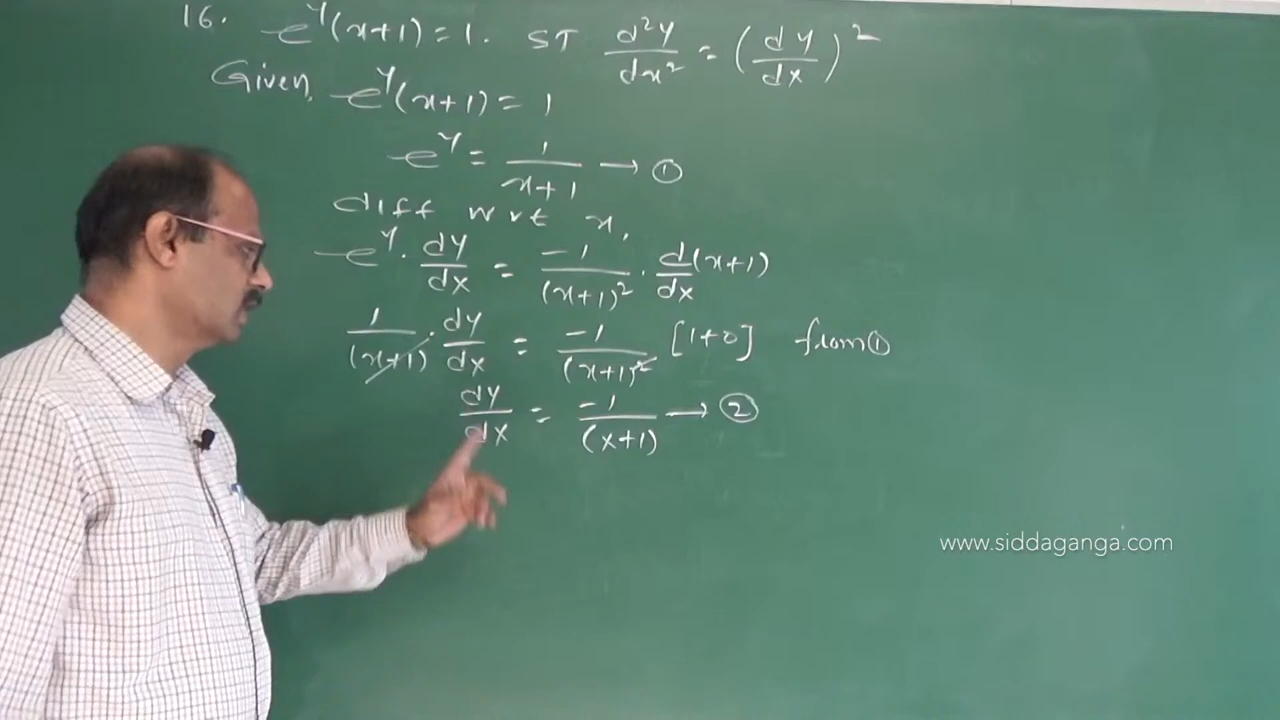 16. e^y(x+1)=1. ST d²y/dx² = (dy/dx)²
Given, e^y(x+1) = 1
e^y = 1/(x+1) → ①
diff wrt x,
e^y · dy/dx = -1/(x+1)² · d/dx (x+1)
1/(x+1) · dy/dx = -1/(x+1)² [1+0] from ①
dy/dx = -1/(x+1) → ②
www.siddaganga.com